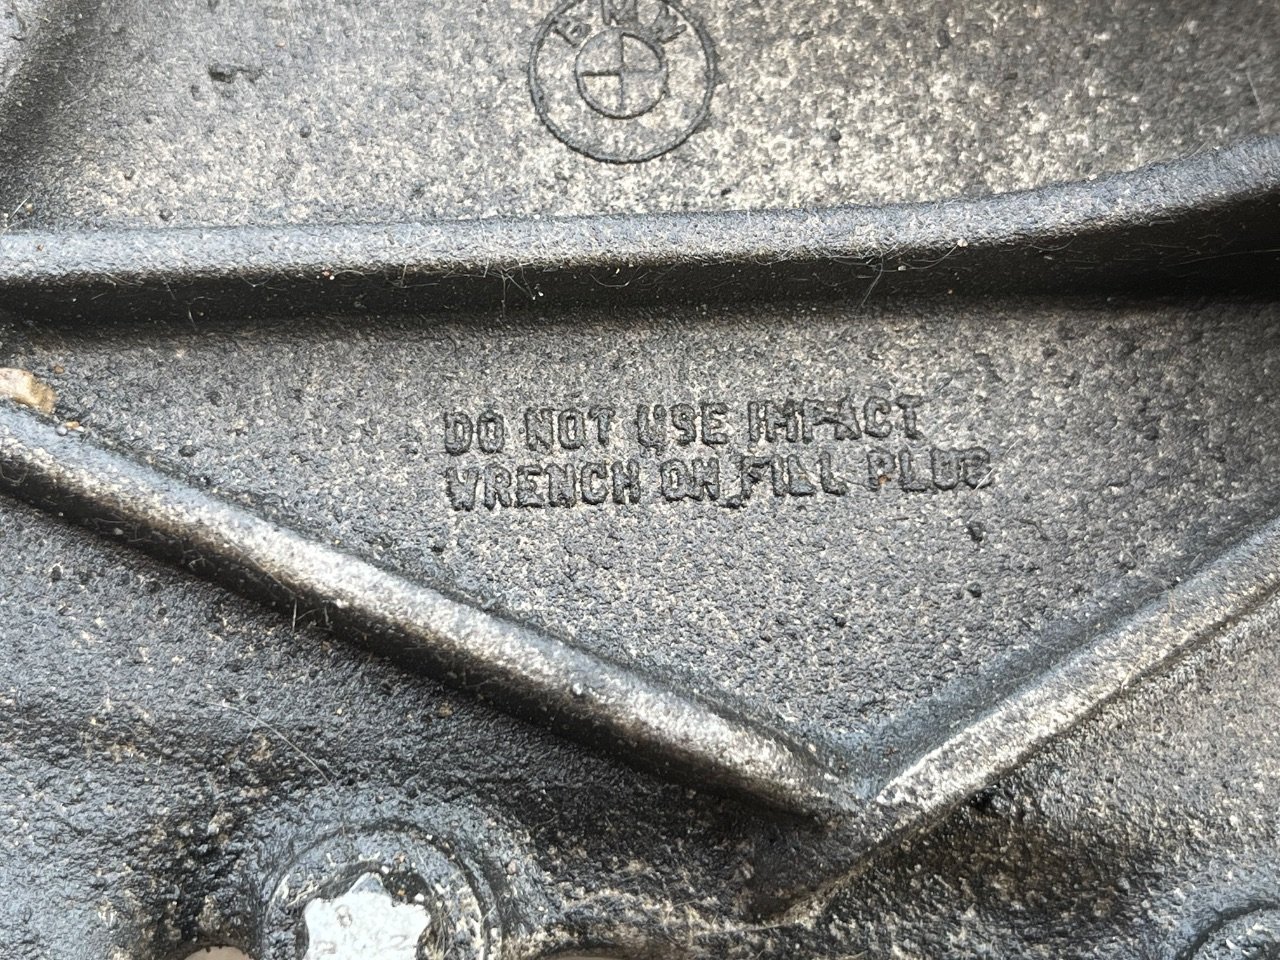 BMW
DO NOT USE IMPACT
WRENCH ON FILL PLUG